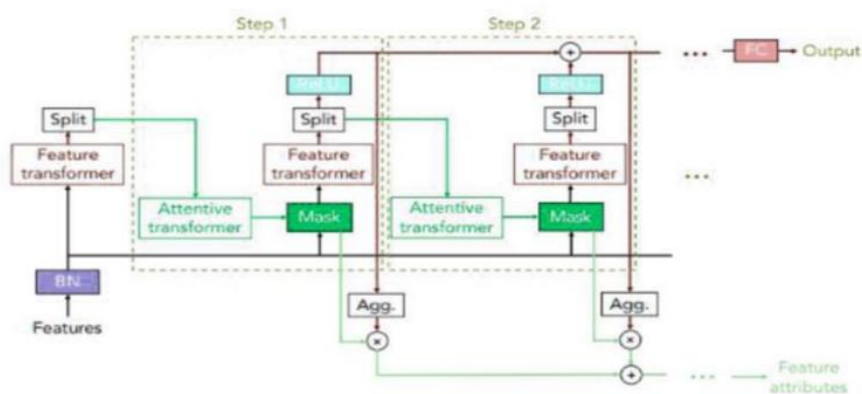 Step 1
Step 2
FC
Output
ReLU
ReLU
Split
Split
Split
Feature
transformer
Feature
transformer
Feature
transformer
...
Attentive
transformer
Mask
Attentive
transformer
Mask
BN
Features
Agg.
Agg.
...
Feature
attributes